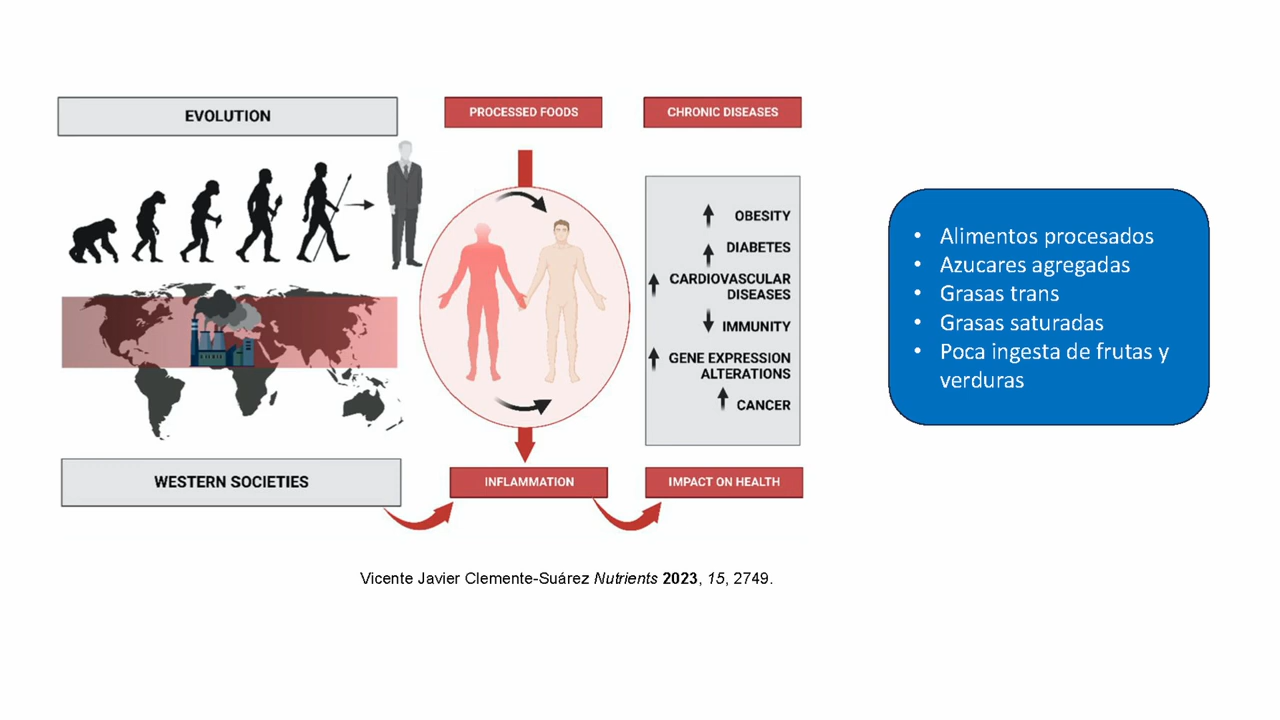 EVOLUTION
WESTERN SOCIETIES
PROCESSED FOODS
INFLAMMATION
CHRONIC DISEASES
OBESITY
DIABETES
CARDIOVASCULAR
DISEASES
IMMUNITY
GENE EXPRESSION
ALTERATIONS
CANCER
IMPACT ON HEALTH
• Alimentos procesados
• Azucares agregadas
• Grasas trans
• Grasas saturadas
• Poca ingesta de frutas y
verduras
Vicente Javier Clemente-Suárez Nutrients 2023, 15, 2749.